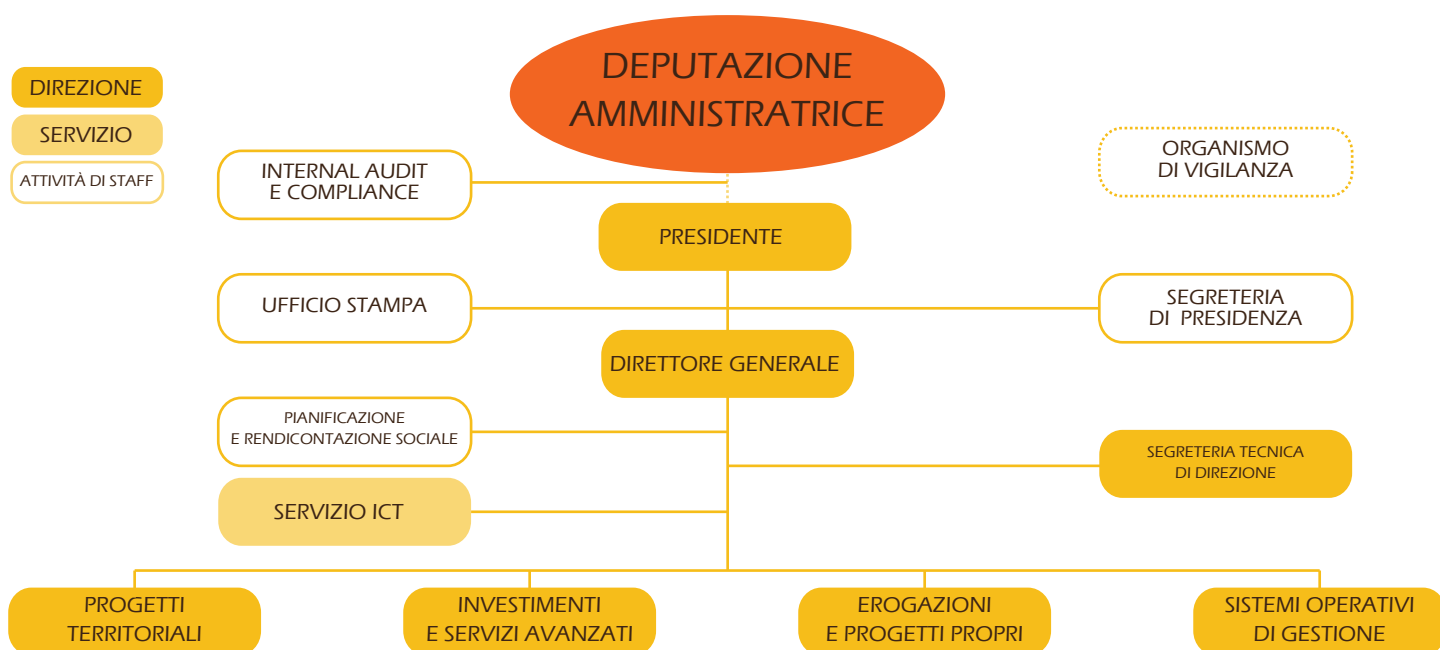 DEPUTAZIONE
AMMINISTRATRICE
DIREZIONE
SERVIZIO
ATTIVITÀ DI STAFF
INTERNAL AUDIT
E COMPLIANCE
ORGANISMO
DI VIGILANZA
PRESIDENTE
UFFICIO STAMPA
SEGRETERIA
DI PRESIDENZA
DIRETTORE GENERALE
PIANIFICAZIONE
E RENDICONTAZIONE SOCIALE
SEGRETERIA TECNICA
DI DIREZIONE
SERVIZIO ICT
PROGETTI
TERRITORIALI
INVESTIMENTI
E SERVIZI AVANZATI
EROGAZIONI
E PROGETTI PROPRI
SISTEMI OPERATIVI
DI GESTIONE